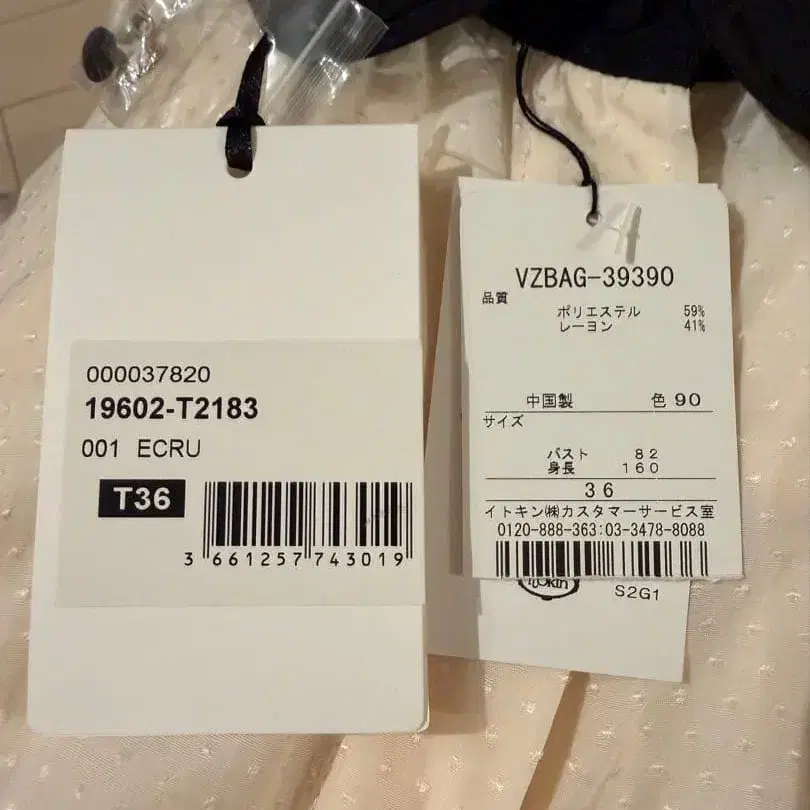 000037820
19602-T2183
001 ECRU
T36
3 661257 743019
VZBAG-39390
品質
ポリエステル 59%
レーヨン 41%
中国製 色 90
サイズ
バスト 82
身長 160
36
イトキン㈱カスタマーサービス室
0120-888-363:03-3478-8088
S2G1